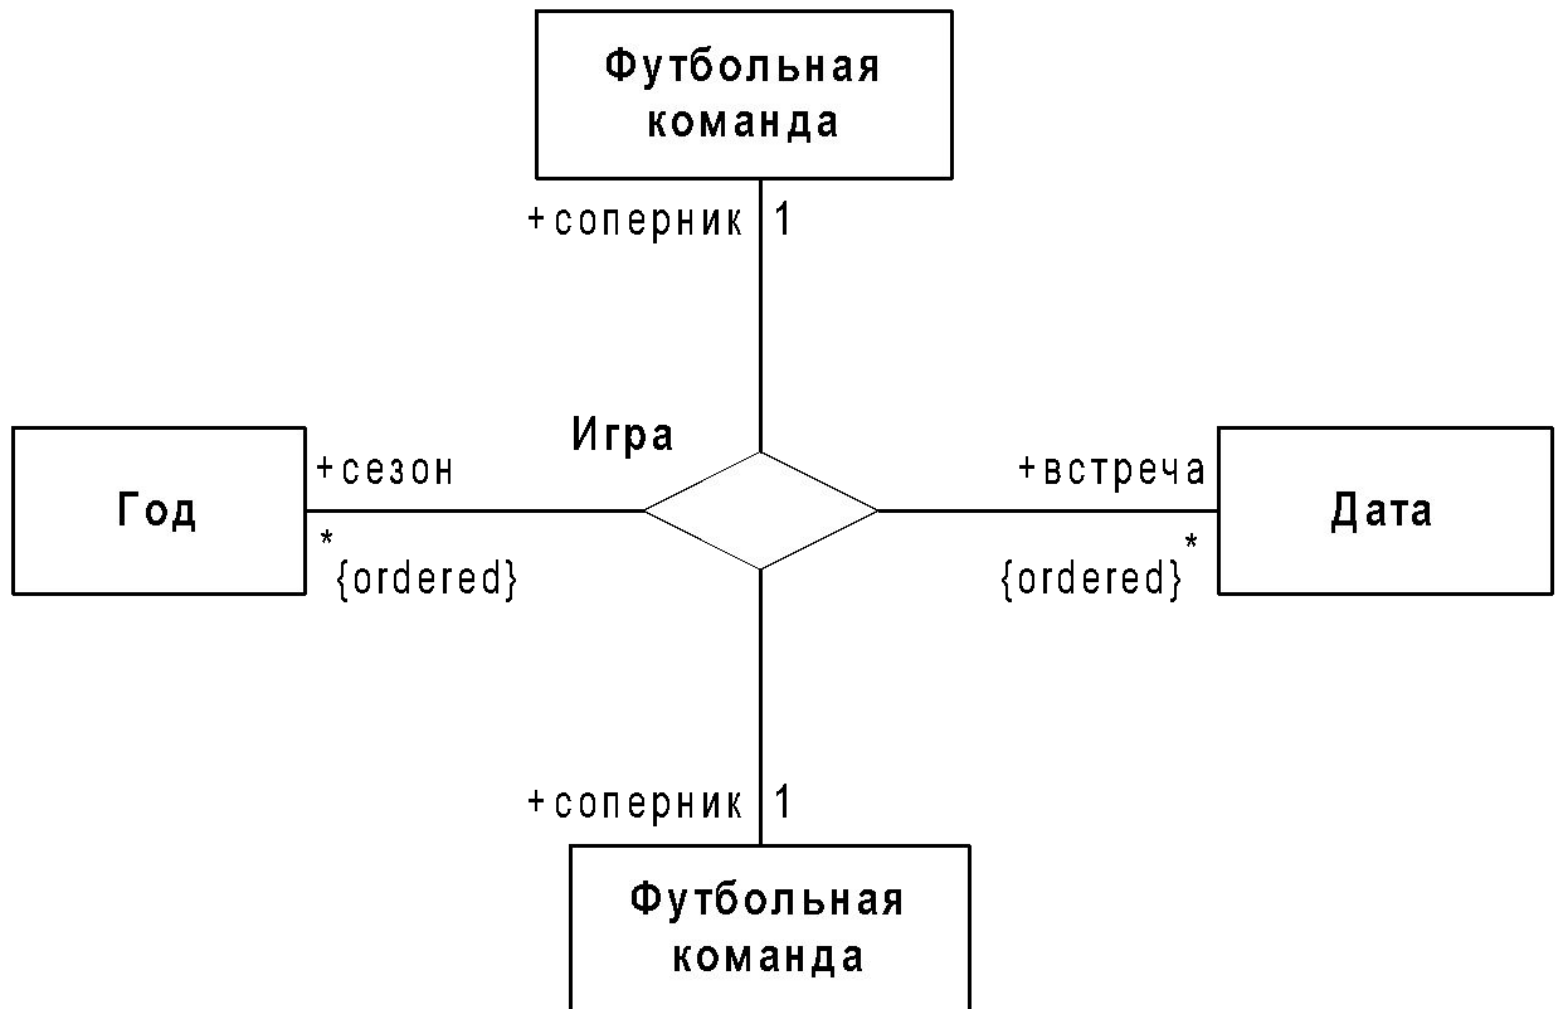 Футбольная
команда
+соперник 1
Игра
+сезон
+встреча
Год
Дата
*
*
{ordered}
{ordered}
+соперник 1
Футбольная
команда